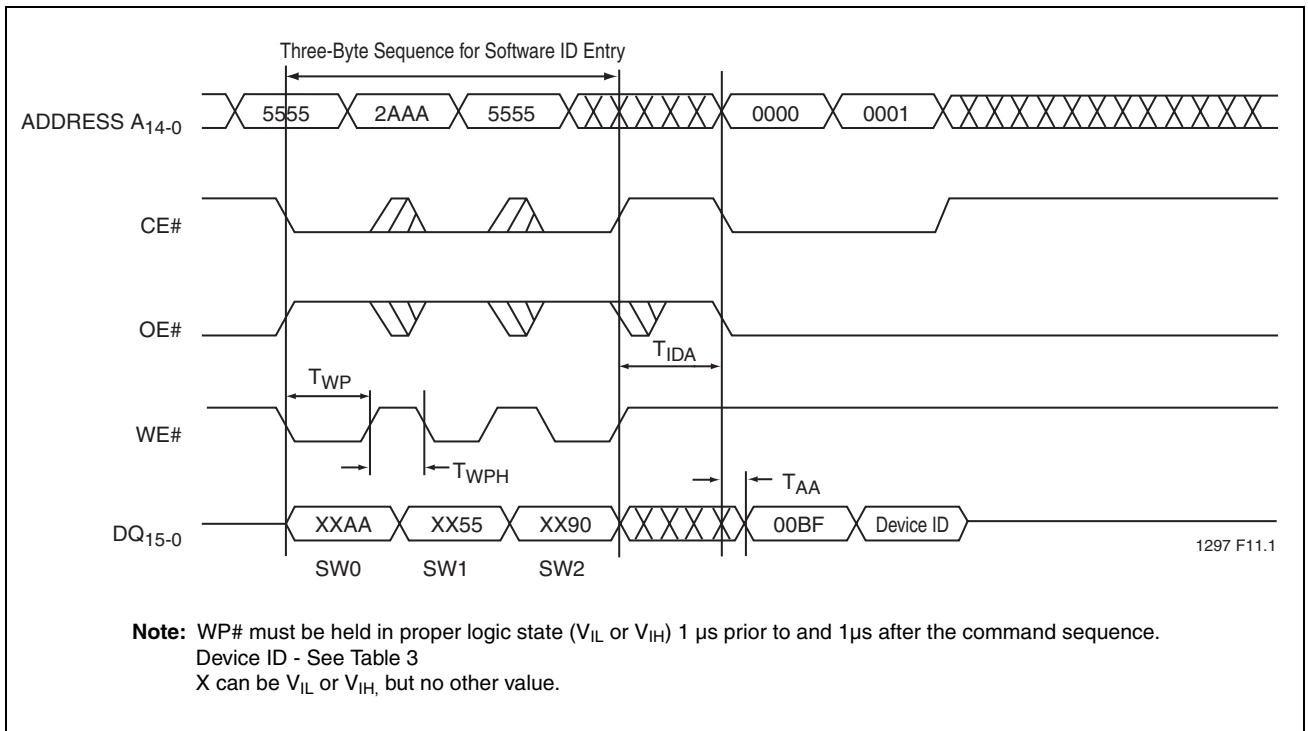 Three-Byte Sequence for Software ID Entry
ADDRESS A14-0
5555 2AAA 5555 0000 0001
CE#
OE#
TIDA
TWP
WE#
TWPH
TAA
DQ15-0
XXAA XX55 XX90 00BF Device ID
SW0 SW1 SW2
1297 F11.1
Note: WP# must be held in proper logic state (VIL or VIH) 1 µs prior to and 1µs after the command sequence.
Device ID - See Table 3
X can be VIL or VIH, but no other value.